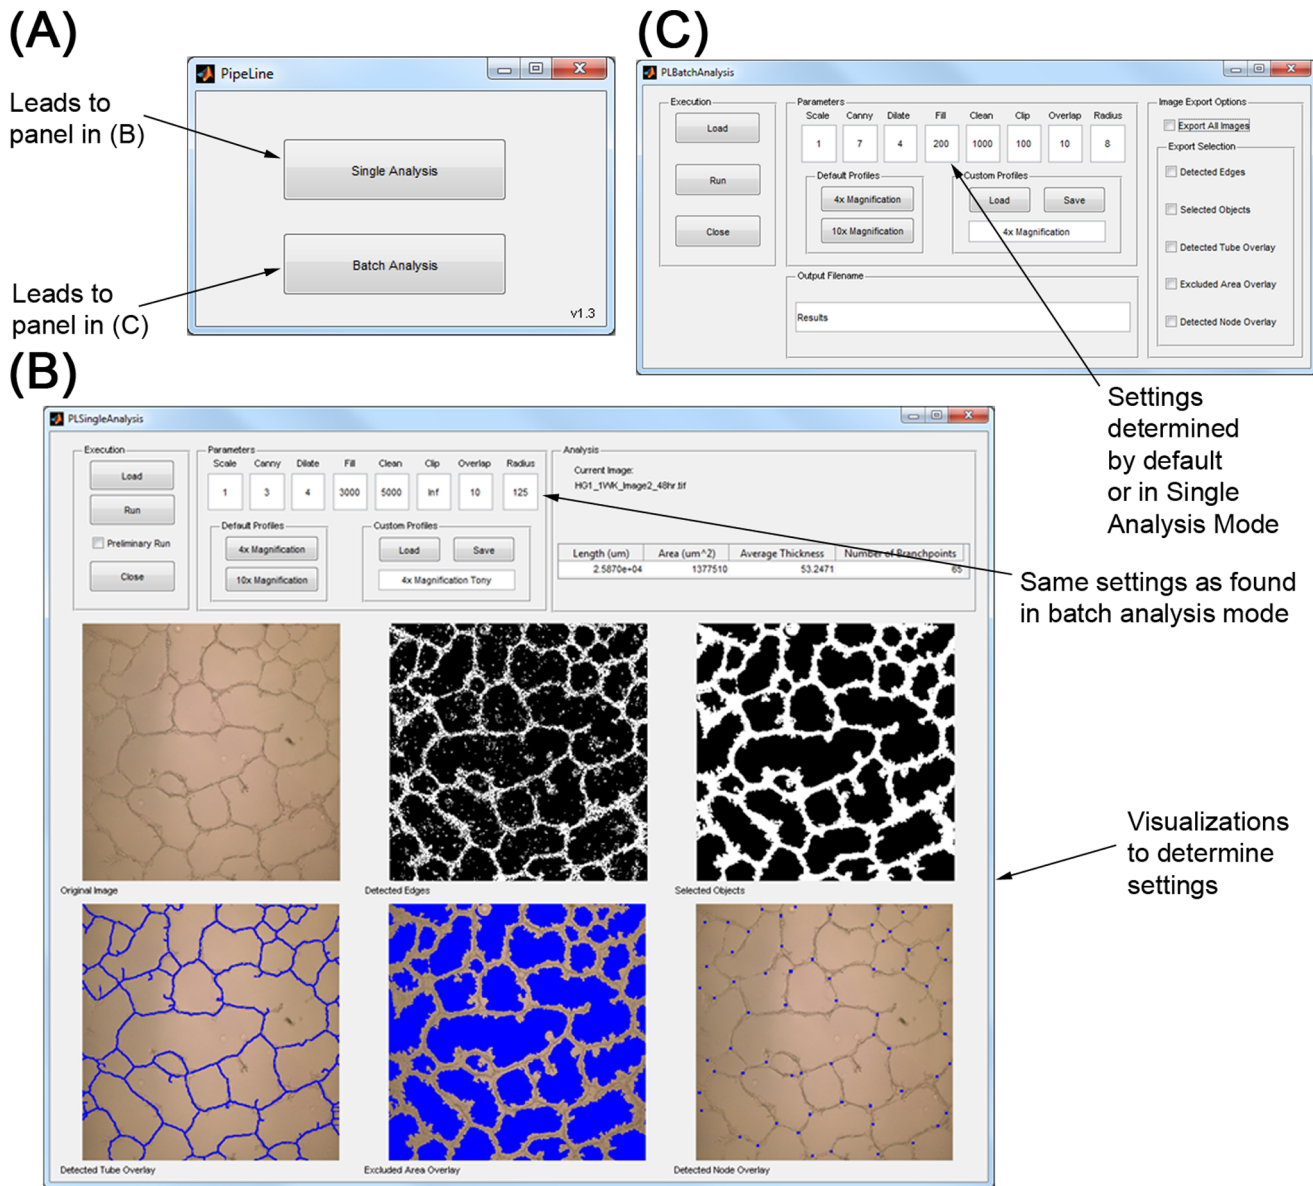 (A)
PipeLine
Leads to
panel in (B)
Single Analysis
Batch Analysis
Leads to
panel in (C)
v1.3
(C)
PLBatchAnalysis
Execution
Load
Run
Close
Parameters
Scale Canny Dilate Fill Clean Clip Overlap Radius
1 7 4 200 1000 100 10 8
Default Profiles
4x Magnification
10x Magnification
Custom Profiles
Load Save
4x Magnification
Output Filename
Results
Image Export Options
Export All Images
Export Selection
Detected Edges
Selected Objects
Detected Tube Overlay
Excluded Area Overlay
Detected Node Overlay
Settings
determined
by default
or in Single
Analysis Mode
(B)
PLSingleAnalysis
Execution
Load
Run
Preliminary Run
Close
Parameters
Scale Canny Dilate Fill Clean Clip Overlap Radius
1 3 4 3000 5000 Inf 10 125
Default Profiles
4x Magnification
10x Magnification
Custom Profiles
Load Save
4x Magnification Tony
Analysis
Current Image:
HG1_1WK_Image2_48hr.tif
Length (um) Area (um^2) Average Thickness Number of Branchpoints
2.5870e+04 1377510 53.2471 65
Same settings as found
in batch analysis mode
Original Image
Detected Edges
Selected Objects
Visualizations
to determine
settings
Detected Tube Overlay
Excluded Area Overlay
Detected Node Overlay